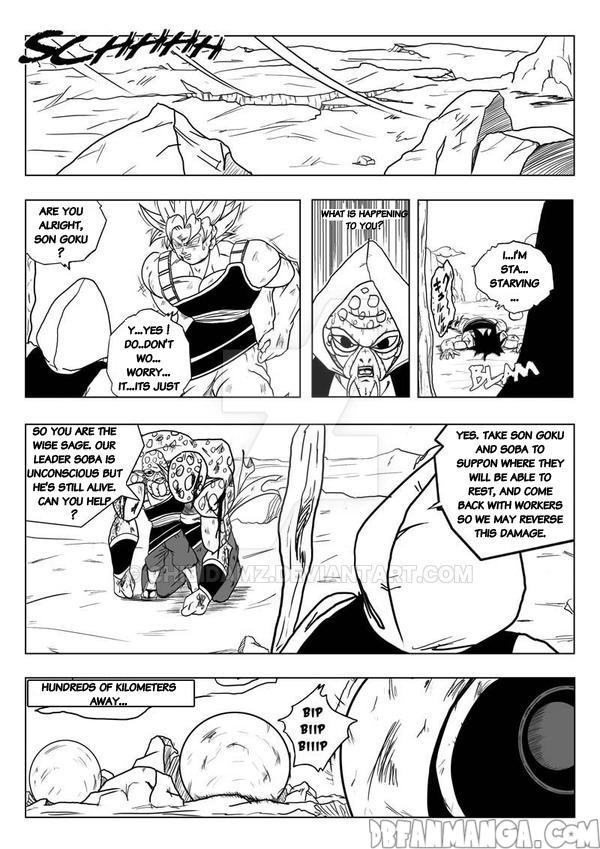 SCHHHHH
ARE YOU
ALRIGHT,
SON GOKU
?
Y...YES !
DO..DON'T
WO...
WORRY...
IT...ITS JUST
WHAT IS HAPPENING
TO YOU?
I...I'M
STA...
STARVING
...
BLAM
SO YOU ARE THE
WISE SAGE. OUR
LEADER SOBA IS
UNCONSCIOUS BUT
HE'S STILL ALIVE.
CAN YOU HELP
?
YES. TAKE SON GOKU
AND SOBA TO
SUPPON WHERE THEY
WILL BE ABLE TO
REST, AND COME
BACK WITH WORKERS
SO WE MAY REVERSE
THIS DAMAGE.
HUNDREDS OF KILOMETERS
AWAY...
BIP
BIIP
BIIIP
DBFANMANGA.COM